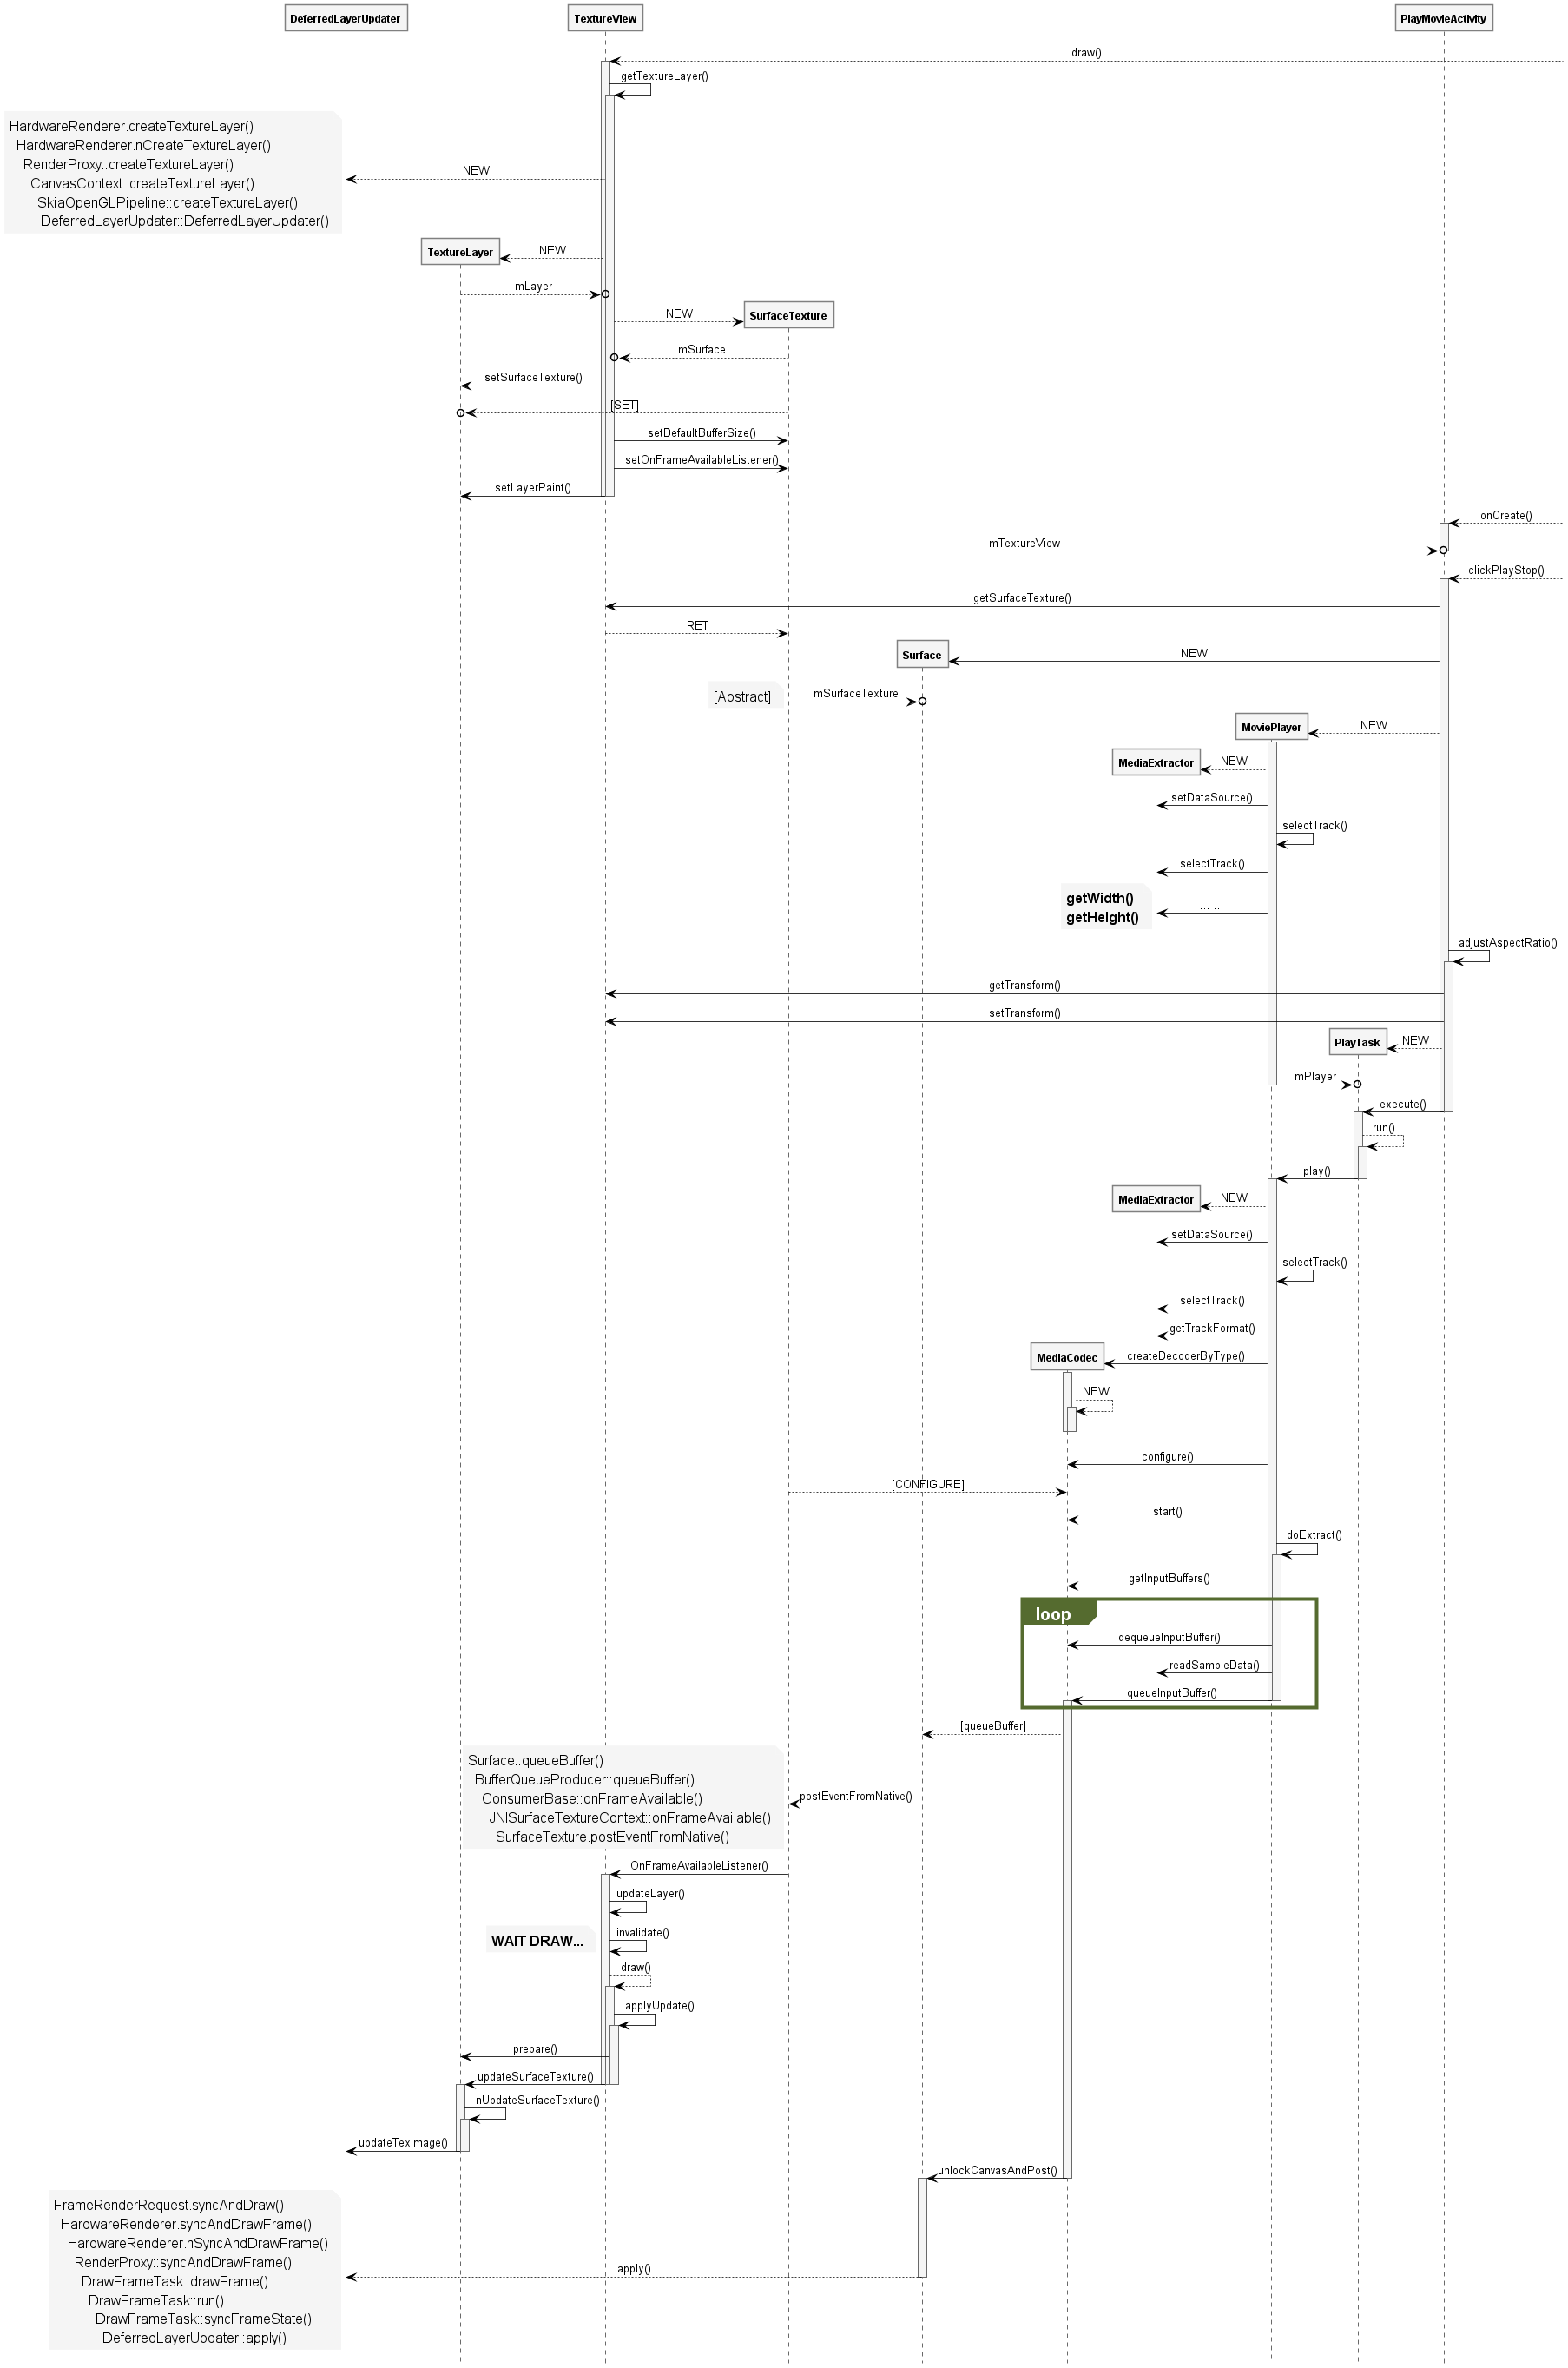 DeferredLayerUpdater
TextureView
PlayMovieActivity
draw()
getTextureLayer()
HardwareRenderer.createTextureLayer()
HardwareRenderer.nCreateTextureLayer()
RenderProxy::createTextureLayer()
CanvasContext::createTextureLayer()
SkiaOpenGLPipeline::createTextureLayer()
DeferredLayerUpdater::DeferredLayerUpdater()
NEW
TextureLayer
NEW
mLayer
NEW
SurfaceTexture
mSurface
setSurfaceTexture()
[SET]
setDefaultBufferSize()
setOnFrameAvailableListener()
setLayerPaint()
onCreate()
mTextureView
clickPlayStop()
getSurfaceTexture()
RET
Surface
NEW
[Abstract]
mSurfaceTexture
MoviePlayer
NEW
MediaExtractor
NEW
setDataSource()
selectTrack()
selectTrack()
getWidth()
getHeight()
... ...
adjustAspectRatio()
getTransform()
setTransform()
PlayTask
NEW
mPlayer
execute()
run()
play()
MediaExtractor
NEW
setDataSource()
selectTrack()
selectTrack()
getTrackFormat()
MediaCodec
createDecoderByType()
NEW
configure()
[CONFIGURE]
start()
doExtract()
getInputBuffers()
loop
dequeueInputBuffer()
readSampleData()
queueInputBuffer()
[queueBuffer]
Surface::queueBuffer()
BufferQueueProducer::queueBuffer()
ConsumerBase::onFrameAvailable()
JNISurfaceTextureContext::onFrameAvailable()
SurfaceTexture.postEventFromNative()
postEventFromNative()
OnFrameAvailableListener()
updateLayer()
WAIT DRAW...
invalidate()
draw()
applyUpdate()
prepare()
updateSurfaceTexture()
nUpdateSurfaceTexture()
updateTexImage()
unlockCanvasAndPost()
FrameRenderRequest.syncAndDraw()
HardwareRenderer.syncAndDrawFrame()
HardwareRenderer.nSyncAndDrawFrame()
RenderProxy::syncAndDrawFrame()
DrawFrameTask::drawFrame()
DrawFrameTask::run()
DrawFrameTask::syncFrameState()
DeferredLayerUpdater::apply()
apply()